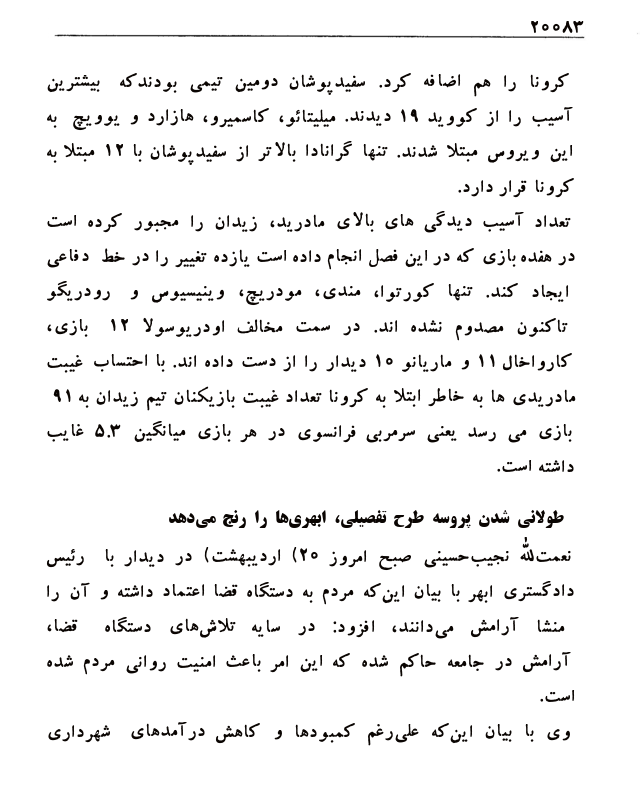 ۲۰۰۸۳
کرونا را هم اضافه کرد. سفیدپوشان دومین تیمی بودندکه بیشترین
آسیب را از کووید ۱۹ دیدند. میلیتائو، کاسمیرو، هازارد و یوویچ به
این ویروس مبتلا شدند. تنها گرانادا بالاتر از سفیدپوشان با ۱۲ مبتلا به
کرونا قرار دارد.
تعداد آسیب دیدگی های بالای مادرید، زیدان را مجبور کرده است
در هفده بازی که در این فصل انجام داده است یازده تغییر را در خط دفاعی
ایجاد کند. تنها کورتوا، مندی، مودریچ، وینیسیوس و رودریگو
تاکنون مصدوم نشده اند. در سمت مخالف اودریوسولا ۱۲ بازی،
کارواخال ۱۱ و ماریانو ۱۰ دیدار را از دست داده اند. با احتساب غیبت
مادریدی ها به خاطر ابتلا به کرونا تعداد غیبت بازیکنان تیم زیدان به ۹۱
بازی می رسد یعنی سرمربی فرانسوی در هر بازی میانگین ۵.۳ غایب
داشته است.
طولانی شدن پروسه طرح تفصیلی، ابهری‌ها را رنج می‌دهد
نعمت‌الله نجیب‌حسینی صبح امروز ۲۰) اردیبهشت) در دیدار با رئیس
دادگستری ابهر با بیان این‌که مردم به دستگاه قضا اعتماد داشته و آن را
منشا آرامش می‌دانند، افزود: در سایه تلاش‌های دستگاه قضا،
آرامش در جامعه حاکم شده که این امر باعث امنیت روانی مردم شده
است.
وی با بیان این‌که علی‌رغم کمبودها و کاهش درآمدهای شهرداری